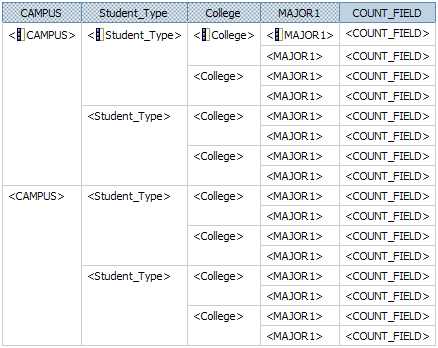 CAMPUS Student_Type College MAJOR1 COUNT_FIELD
<CAMPUS> <Student_Type> <College> <MAJOR1> <COUNT_FIELD>
<MAJOR1> <COUNT_FIELD>
<College> <MAJOR1> <COUNT_FIELD>
<MAJOR1> <COUNT_FIELD>
<Student_Type> <College> <MAJOR1> <COUNT_FIELD>
<MAJOR1> <COUNT_FIELD>
<College> <MAJOR1> <COUNT_FIELD>
<MAJOR1> <COUNT_FIELD>
<CAMPUS> <Student_Type> <College> <MAJOR1> <COUNT_FIELD>
<MAJOR1> <COUNT_FIELD>
<College> <MAJOR1> <COUNT_FIELD>
<MAJOR1> <COUNT_FIELD>
<Student_Type> <College> <MAJOR1> <COUNT_FIELD>
<MAJOR1> <COUNT_FIELD>
<College> <MAJOR1> <COUNT_FIELD>
<MAJOR1> <COUNT_FIELD>